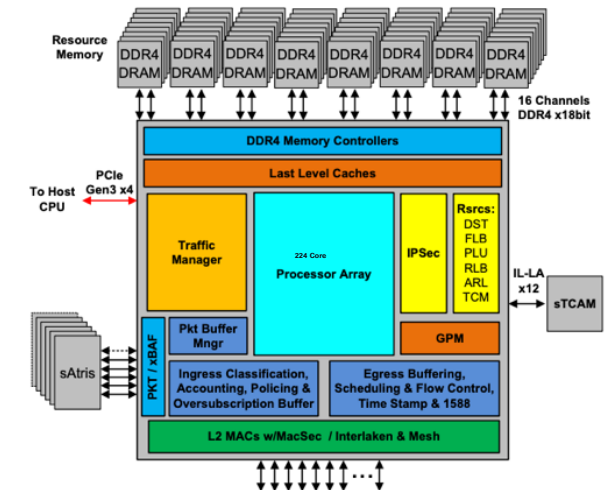 Resource
Memory
DDR4
DRAM
DDR4
DRAM
DDR4
DRAM
DDR4
DRAM
DDR4
DRAM
DDR4
DRAM
DDR4
DRAM
DDR4
DRAM
16 Channels
DDR4 x18bit
DDR4 Memory Controllers
Last Level Caches
PCIe
Gen3 x4
To Host
CPU
Traffic
Manager
224 Core
Processor Array
IPSec
Rsrcs:
DST
FLB
PLU
RLB
ARL
TCM
IL-LA
x12
sTCAM
GPM
Pkt Buffer
Mngr
PKT / xBAF
sAtris
Ingress Classification,
Accounting, Policing &
Oversubscription Buffer
Egress Buffering,
Scheduling & Flow Control,
Time Stamp & 1588
L2 MACs w/MacSec / Interlaken & Mesh